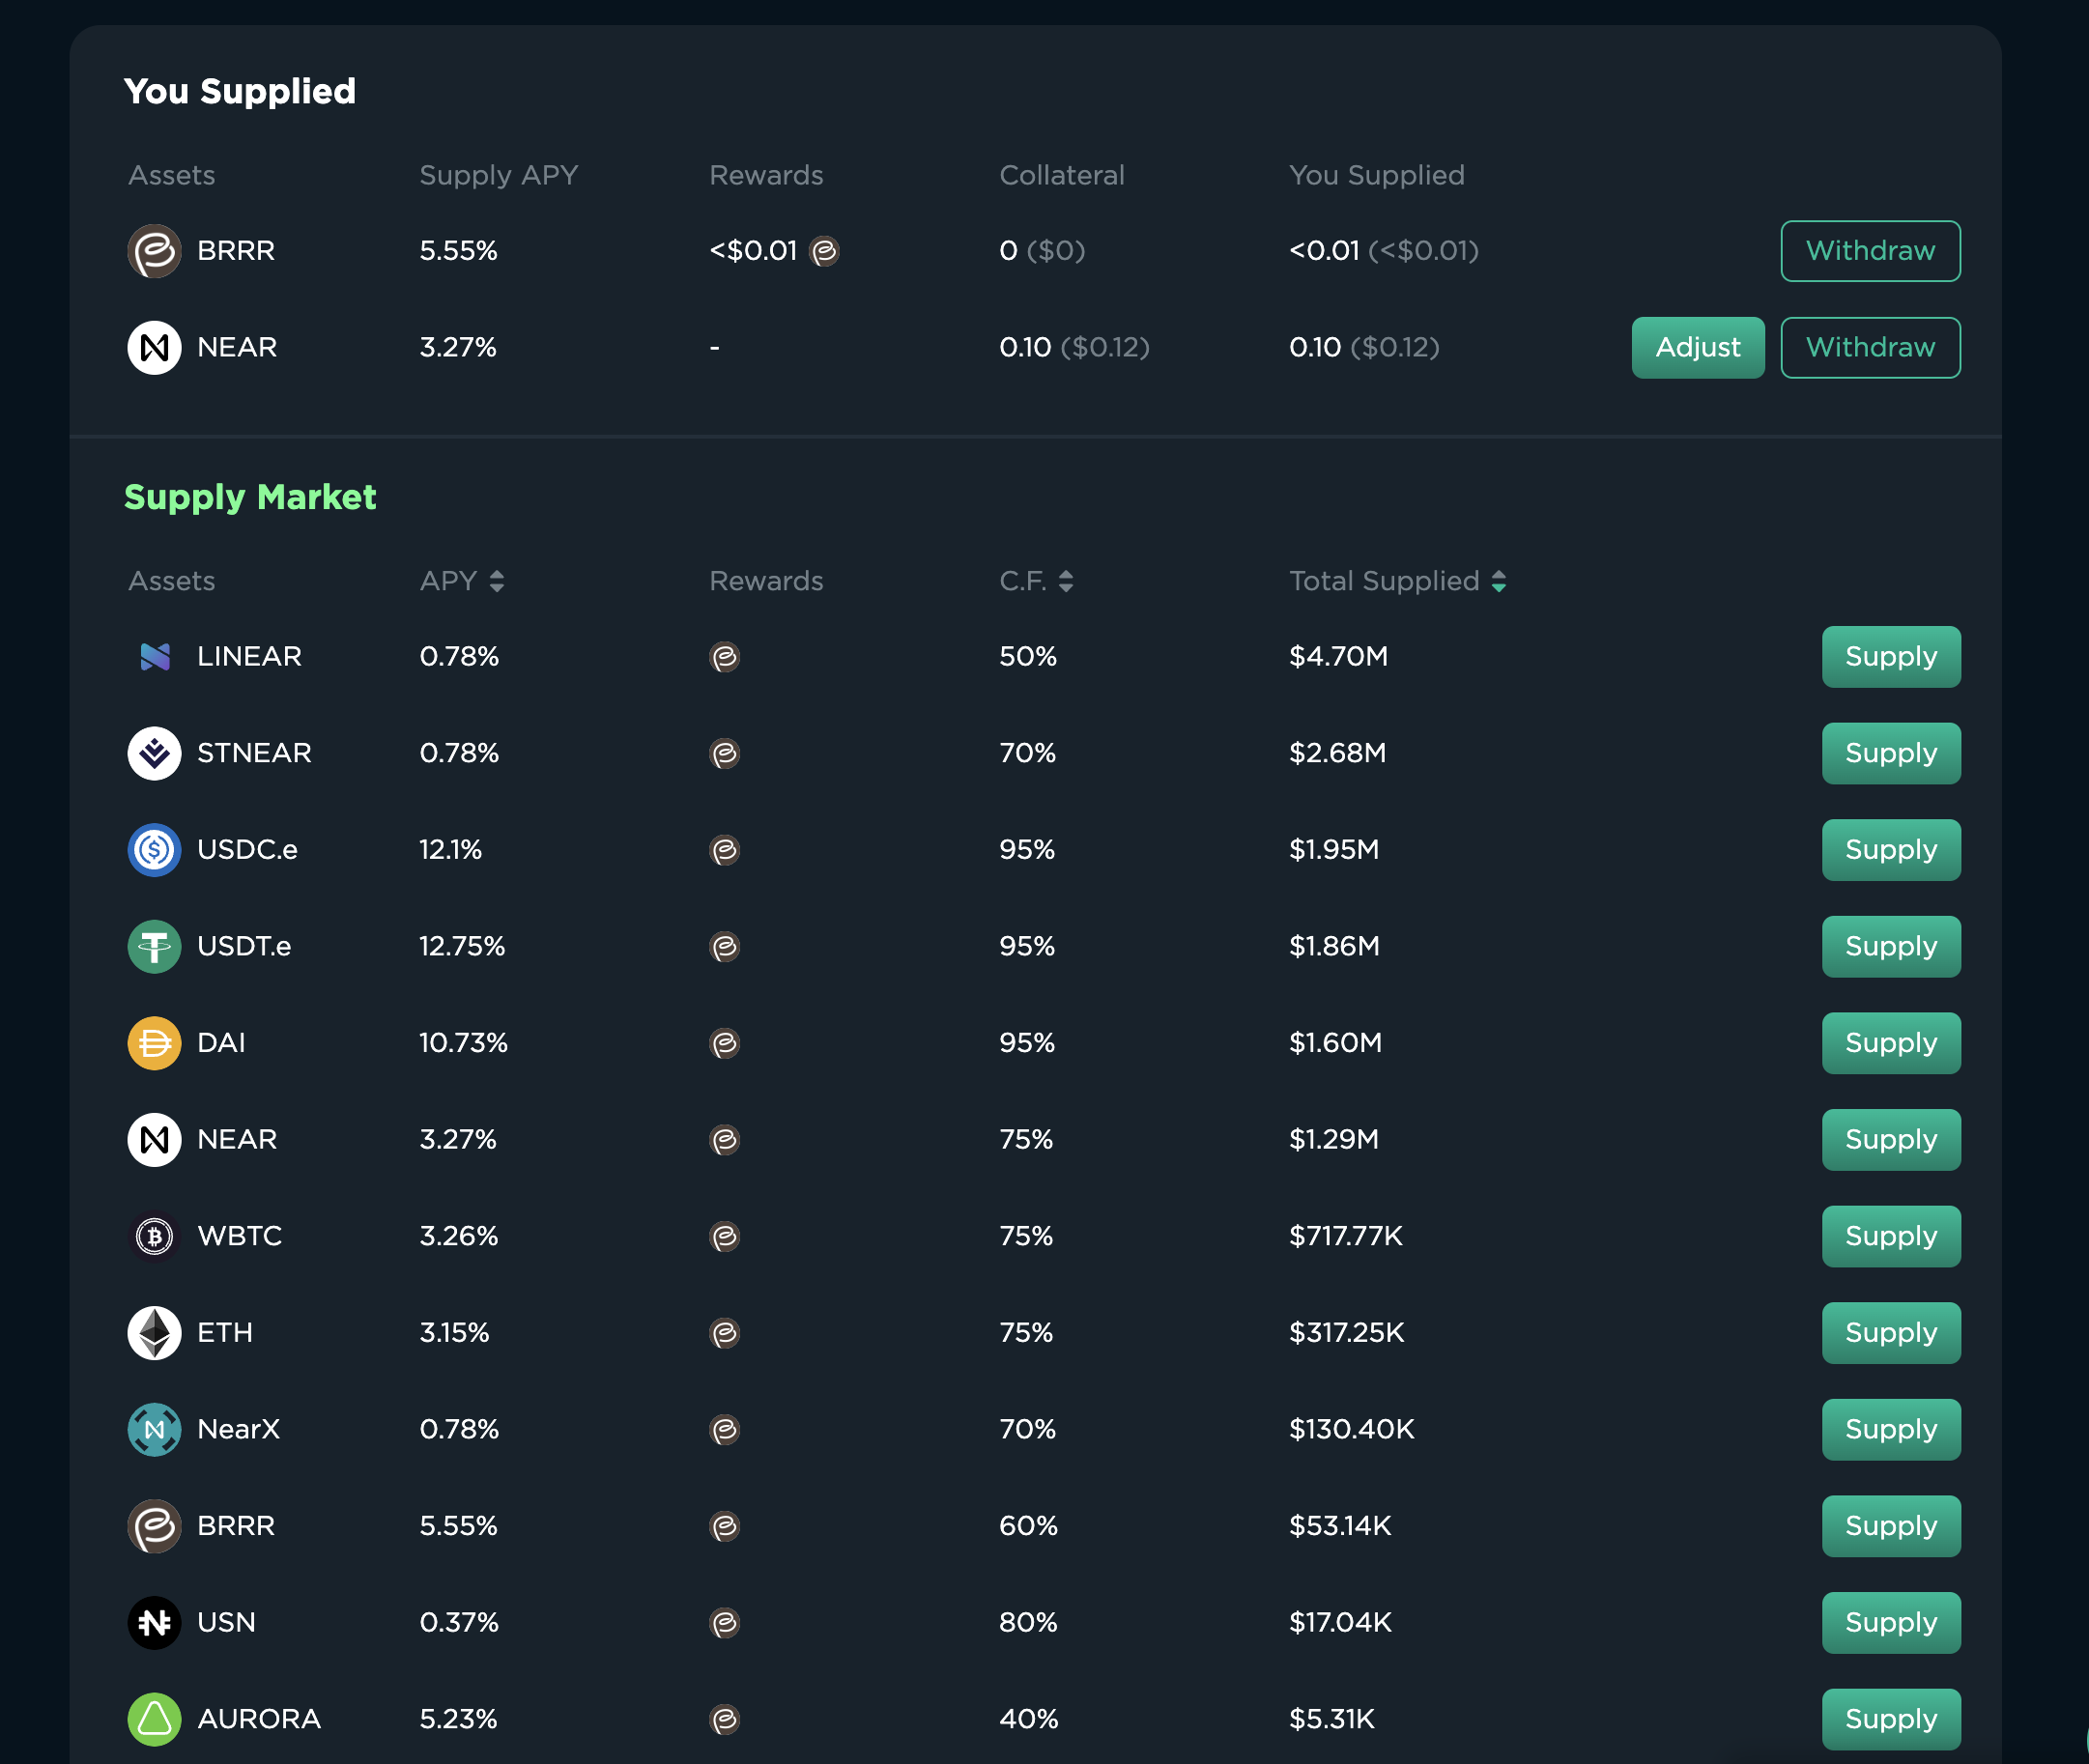 You Supplied
Assets Supply APY Rewards Collateral You Supplied
BRRR 5.55% <$0.01 0 ($0) <0.01 (<$0.01) Withdraw
NEAR 3.27% - 0.10 ($0.12) 0.10 ($0.12) Adjust Withdraw
Supply Market
Assets APY Rewards C.F. Total Supplied
LINEAR 0.78% 50% $4.70M Supply
STNEAR 0.78% 70% $2.68M Supply
USDC.e 12.1% 95% $1.95M Supply
USDT.e 12.75% 95% $1.86M Supply
DAI 10.73% 95% $1.60M Supply
NEAR 3.27% 75% $1.29M Supply
WBTC 3.26% 75% $717.77K Supply
ETH 3.15% 75% $317.25K Supply
NearX 0.78% 70% $130.40K Supply
BRRR 5.55% 60% $53.14K Supply
USN 0.37% 80% $17.04K Supply
AURORA 5.23% 40% $5.31K Supply